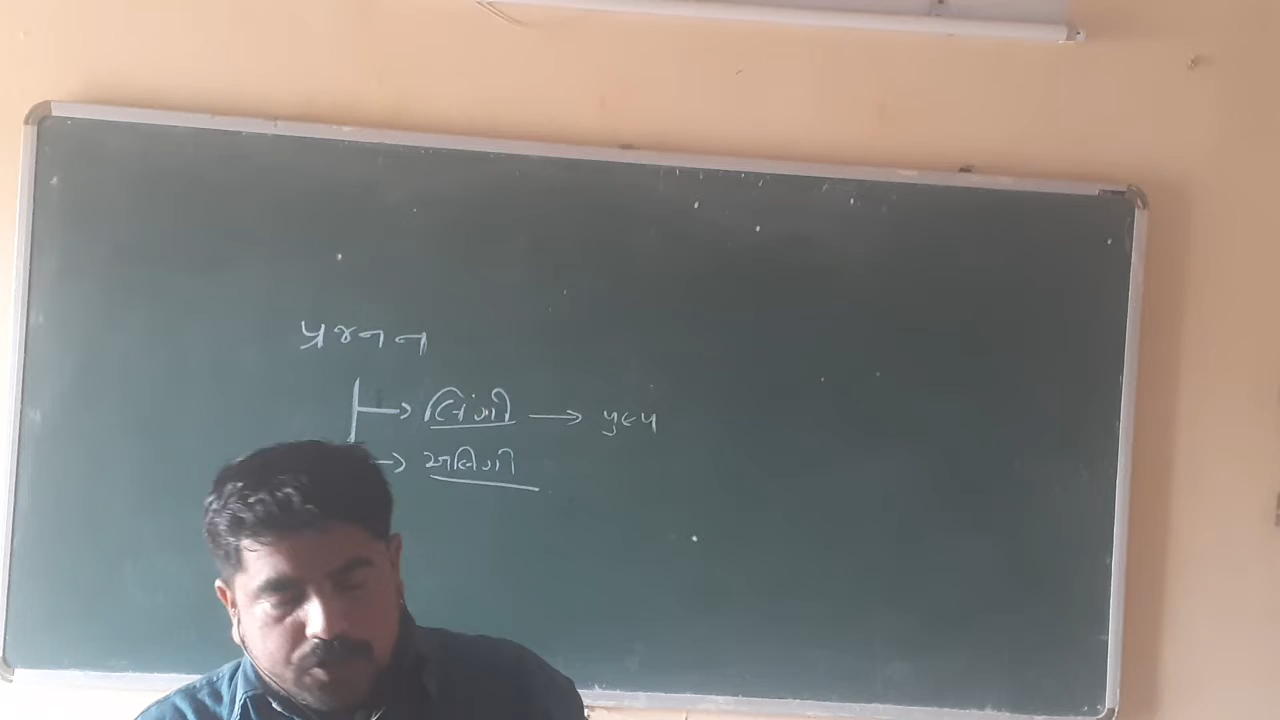 પ્રજનન
લિંગી → પુષ્પ
→ અલિંગી